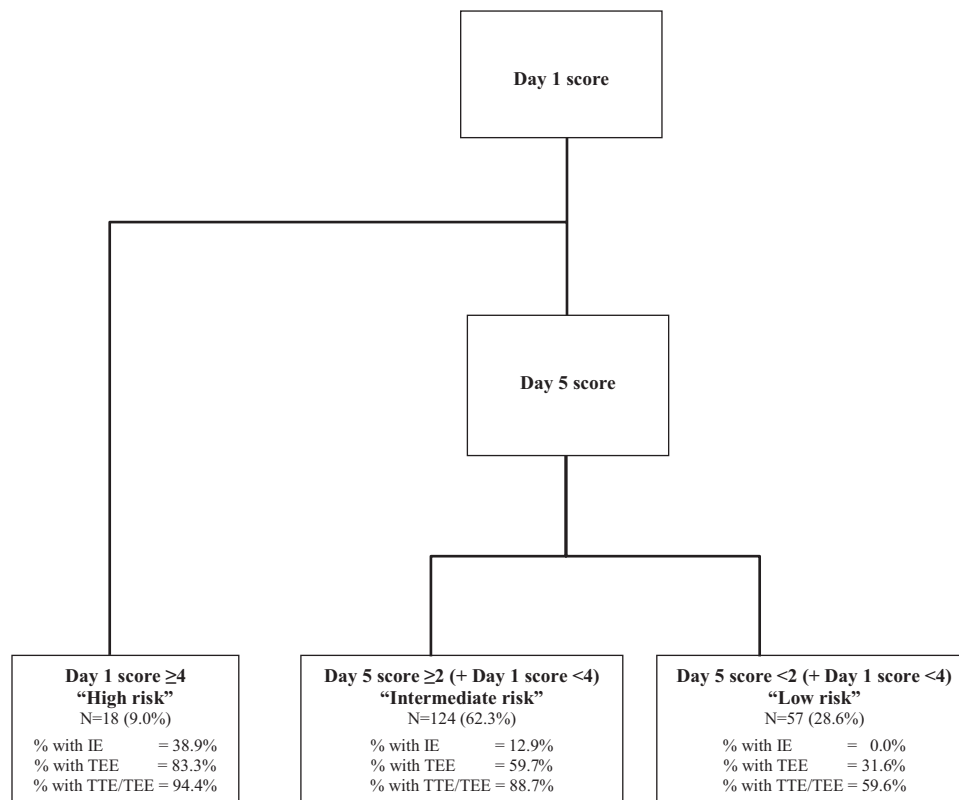 Day 1 score
Day 5 score
Day 1 score ≥4
“High risk”
N=18 (9.0%)
% with IE = 38.9%
% with TEE = 83.3%
% with TTE/TEE = 94.4%
Day 5 score ≥2 (+ Day 1 score <4)
“Intermediate risk”
N=124 (62.3%)
% with IE = 12.9%
% with TEE = 59.7%
% with TTE/TEE = 88.7%
Day 5 score <2 (+ Day 1 score <4)
“Low risk”
N=57 (28.6%)
% with IE = 0.0%
% with TEE = 31.6%
% with TTE/TEE = 59.6%